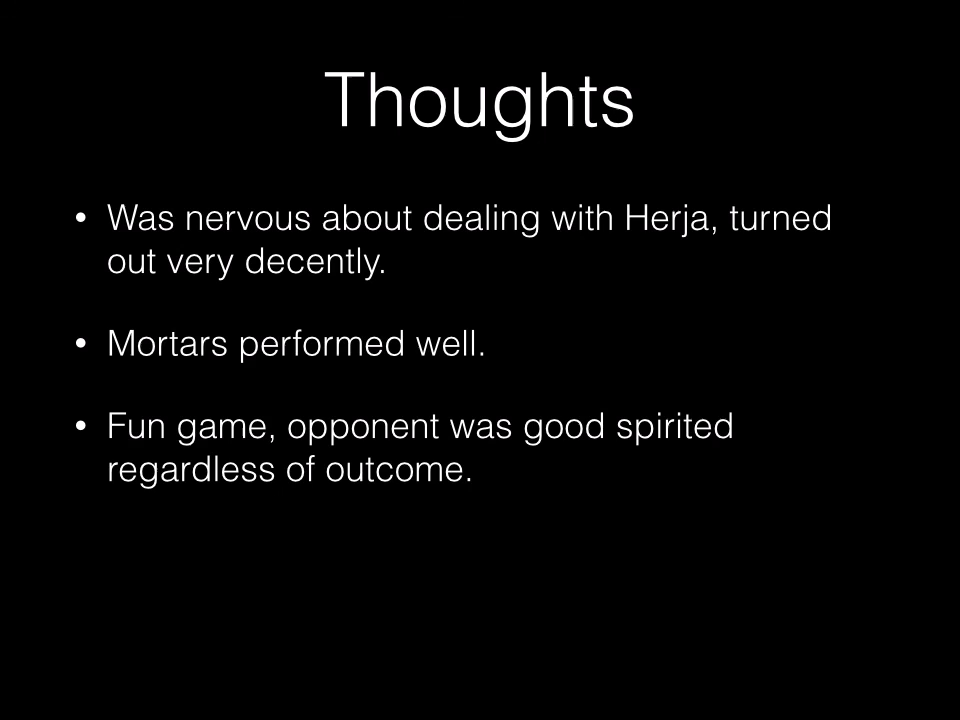 Thoughts
• Was nervous about dealing with Herja, turned
out very decently.
• Mortars performed well.
• Fun game, opponent was good spirited
regardless of outcome.